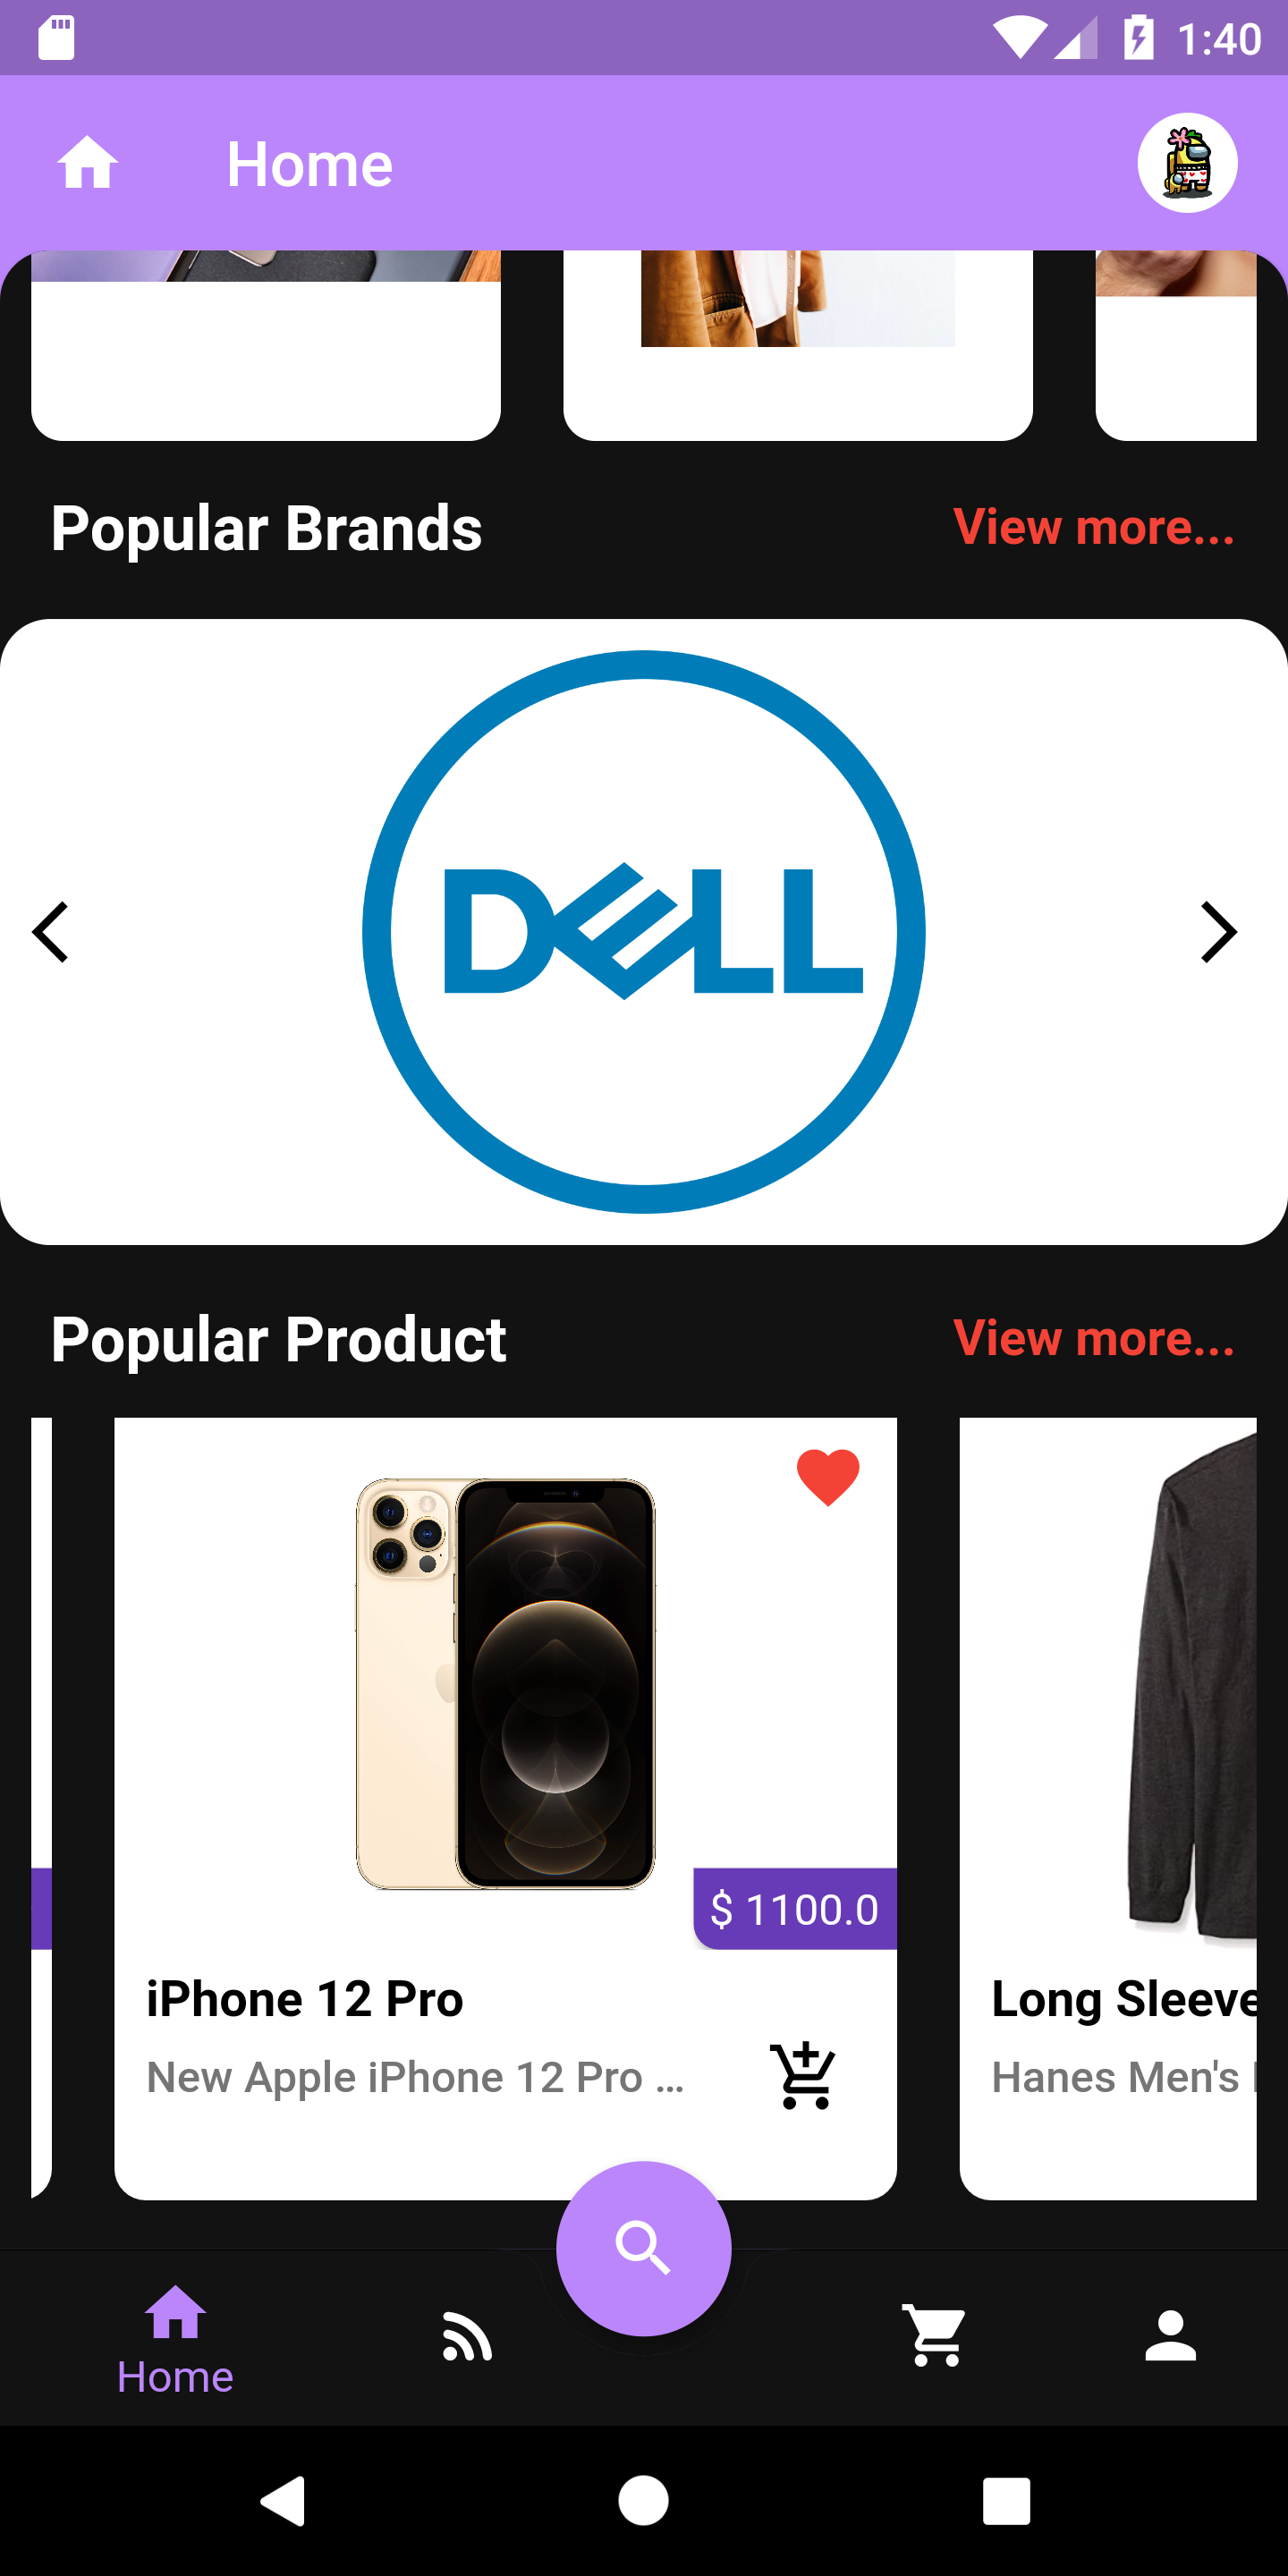 1:40
Home
Popular Brands
View more...
DELL
Popular Product
View more...
$ 1100.0
iPhone 12 Pro
New Apple iPhone 12 Pro ...
Long Sleeve
Hanes Men's
Home